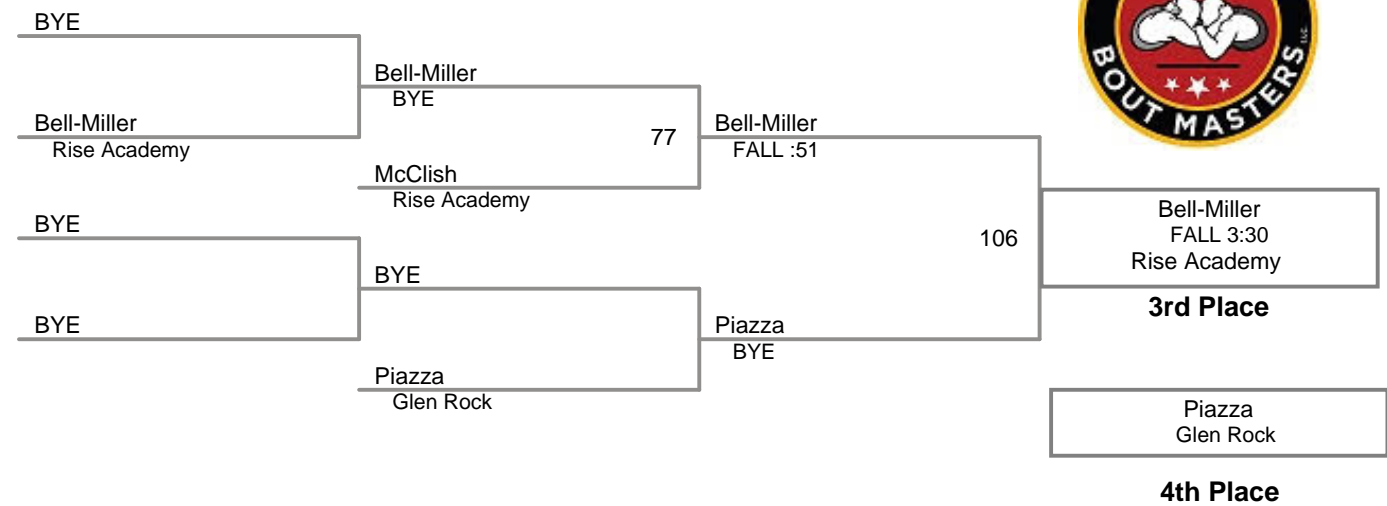 BYE
Bell-Miller
BYE
Bell-Miller
Rise Academy
77
Bell-Miller
FALL :51
McClish
Rise Academy
BYE
106
Bell-Miller
FALL 3:30
Rise Academy
3rd Place
BYE
BYE
Piazza
BYE
Piazza
Glen Rock
Piazza
Glen Rock
4th Place
BOUT MASTERS LLC.